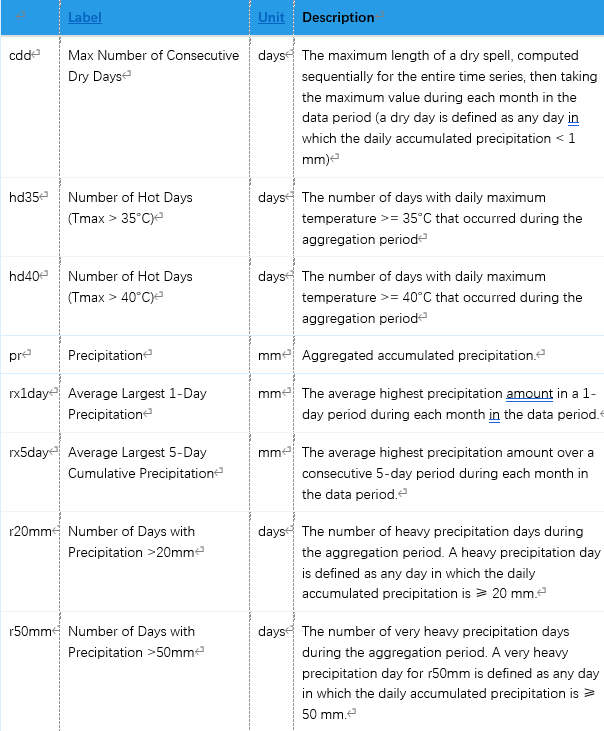 Label Unit Description
cdd Max Number of Consecutive days The maximum length of a dry spell, computed
Dry Days sequentially for the entire time series, then taking
the maximum value during each month in the
data period (a dry day is defined as any day in
which the daily accumulated precipitation < 1
mm)
hd35 Number of Hot Days days The number of days with daily maximum
(Tmax > 35°C) temperature >= 35°C that occurred during the
aggregation period
hd40 Number of Hot Days days The number of days with daily maximum
(Tmax > 40°C) temperature >= 40°C that occurred during the
aggregation period
pr Precipitation mm Aggregated accumulated precipitation.
rx1day Average Largest 1-Day mm The average highest precipitation amount in a 1-
Precipitation day period during each month in the data period.
rx5day Average Largest 5-Day mm The average highest precipitation amount over a
Cumulative Precipitation consecutive 5-day period during each month in
the data period.
r20mm Number of Days with days The number of heavy precipitation days during
Precipitation >20mm the aggregation period. A heavy precipitation day
is defined as any day in which the daily
accumulated precipitation is ⩾ 20 mm.
r50mm Number of Days with days The number of very heavy precipitation days
Precipitation >50mm during the aggregation period. A very heavy
precipitation day for r50mm is defined as any day
in which the daily accumulated precipitation is ⩾
50 mm.